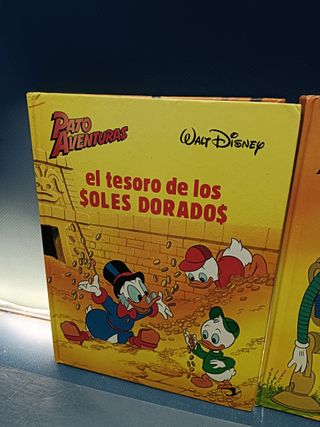 PATO
AVENTURAS
WALT DISNEY
el tesoro de los
$OLES DORADO$